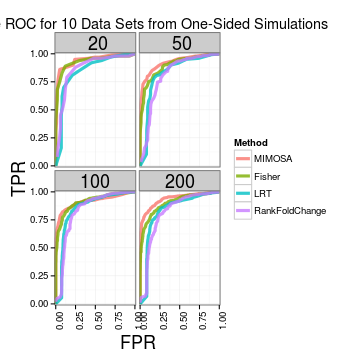 ROC for 10 Data Sets from One-Sided Simulations
20 50
1.00
0.75
0.50
0.25
0.00
100 200
1.00
0.75
0.50
0.25
0.00
0.00 0.25 0.50 0.75 1.00 0.00 0.25 0.50 0.75 1.00
TPR
FPR
Method
MIMOSA
Fisher
LRT
RankFoldChange